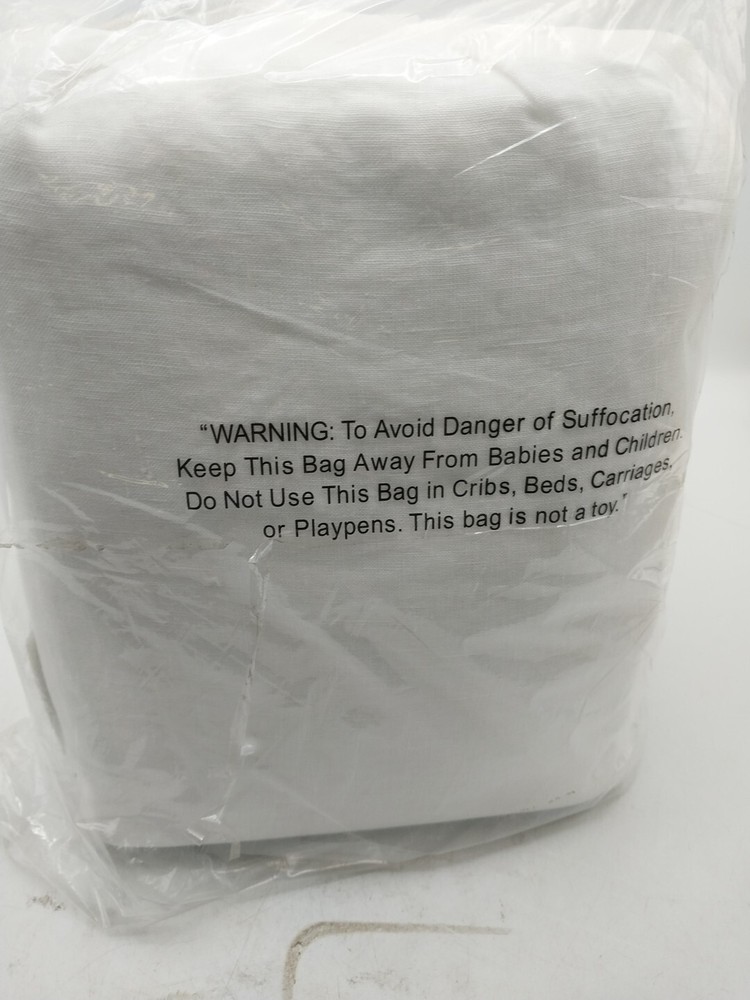 “WARNING: To Avoid Danger of Suffocation,
Keep This Bag Away From Babies and Children.
Do Not Use This Bag in Cribs, Beds, Carriages,
or Playpens. This bag is not a toy.”